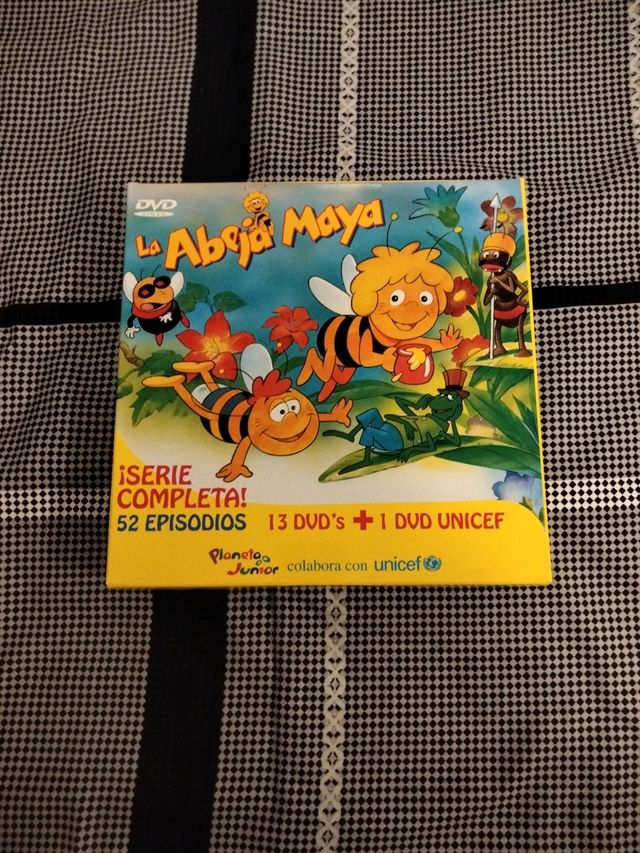 DVD
VIDEO
La Abeja Maya
¡SERIE
COMPLETA!
52 EPISODIOS
13 DVD's + 1 DVD UNICEF
Planeta Junior colabora con unicef